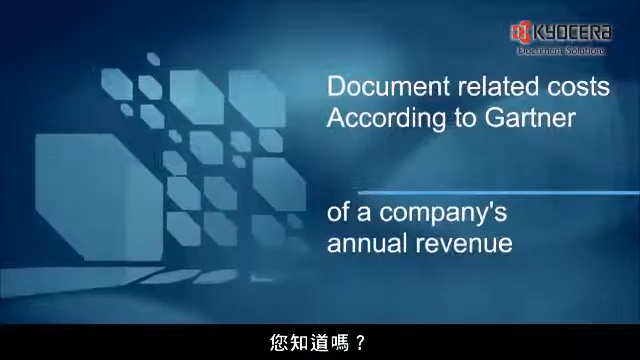 KYOCERA
Document Solutions
Document related costs
According to Gartner
of a company's
annual revenue
您知道嗎？